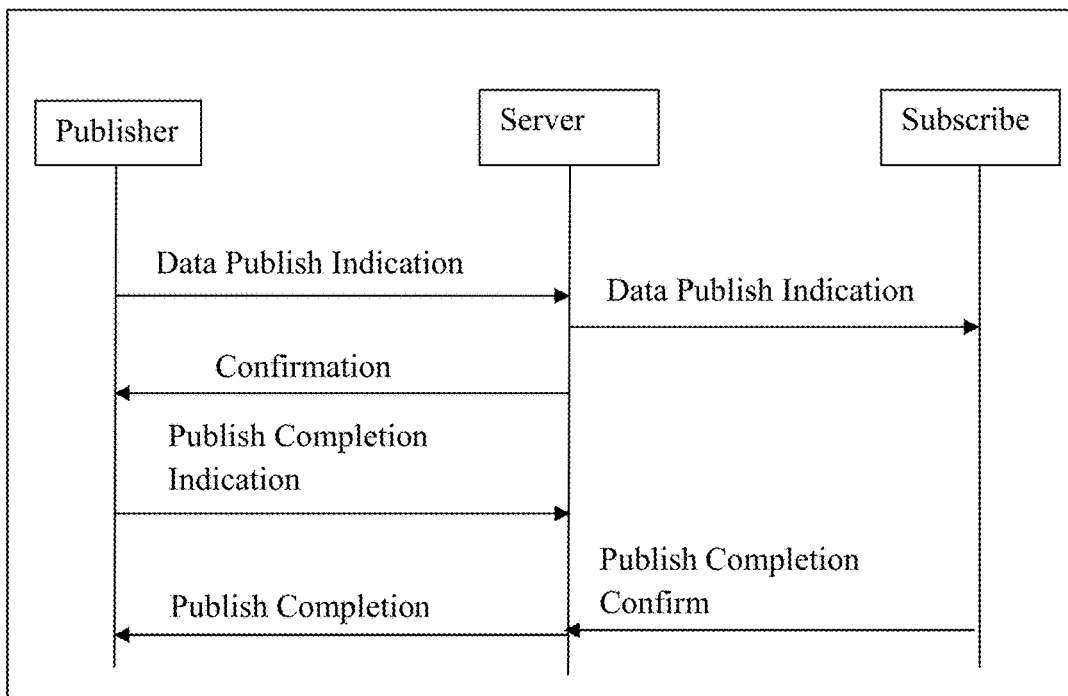 Publisher
Server
Subscribe
Data Publish Indication
Data Publish Indication
Confirmation
Publish Completion
Indication
Publish Completion
Confirm
Publish Completion